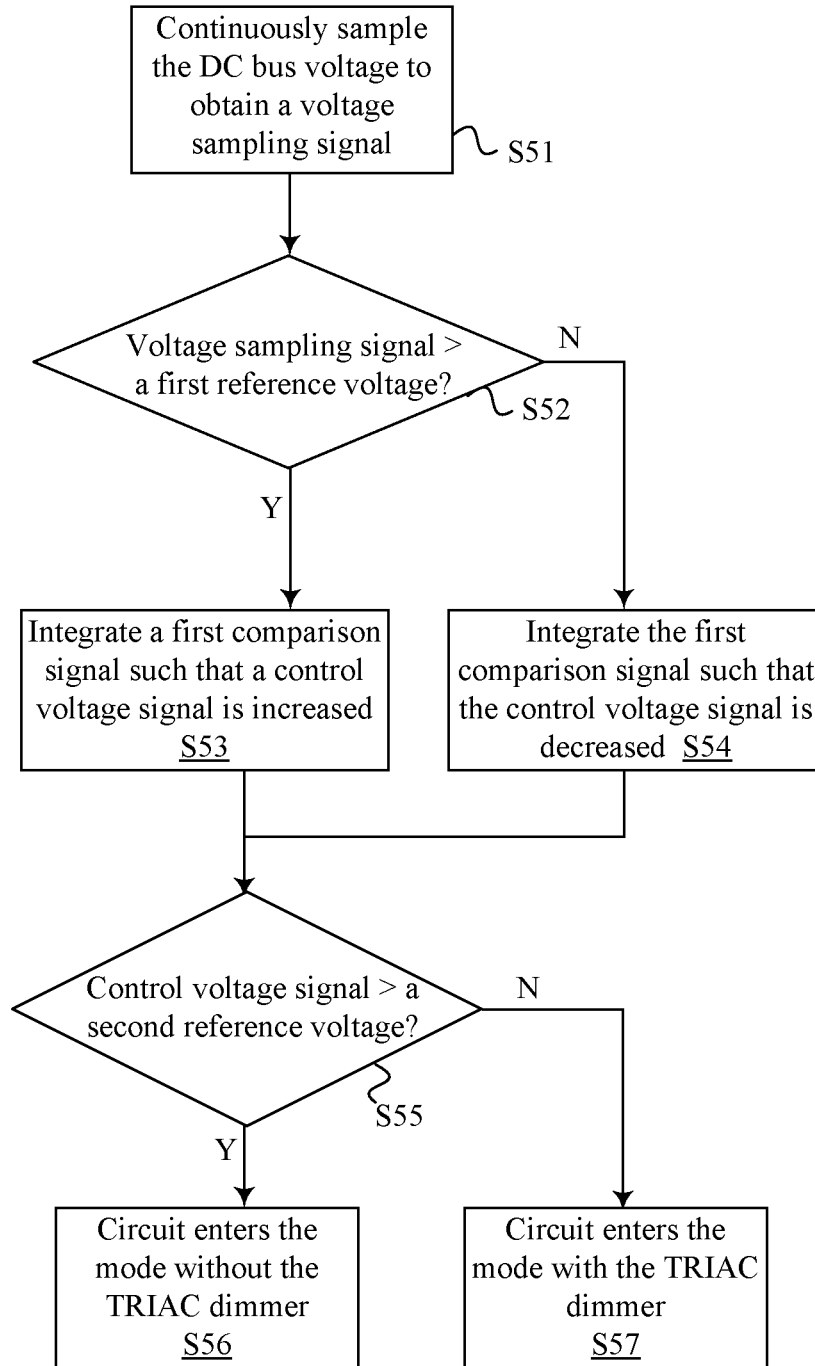 Continuously sample
the DC bus voltage to
obtain a voltage
sampling signal
S51
Voltage sampling signal >
a first reference voltage?
N
S52
Y
Integrate a first comparison
signal such that a control
voltage signal is increased
S53
Integrate the first
comparison signal such that
the control voltage signal is
decreased S54
Control voltage signal > a
second reference voltage?
N
S55
Y
Circuit enters the
mode without the
TRIAC dimmer
S56
Circuit enters the
mode with the TRIAC
dimmer
S57